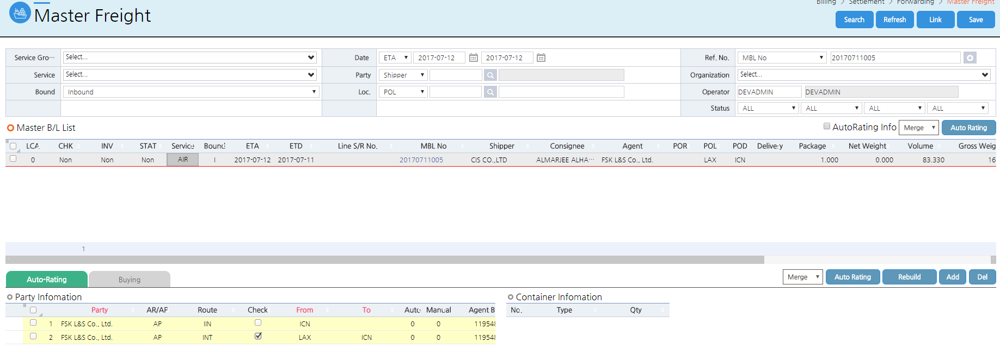 Billing > Settlement > Forwarding > Master Freight
Master Freight
Search Refresh Link Save
Service Gro··· Select... Date ETA 2017-07-12 2017-07-12 Ref. No. MBL No 20170711005
Service Select... Party Shipper Organization Select...
Bound Inbound Loc. POL Operator DEVADMIN DEVADMIN
Status ALL ALL ALL ALL
Master B/L List AutoRating Info Merge Auto Rating
LCA CHK INV STAT Service Bound ETA ETD Line S/R No. MBL No Shipper Consignee Agent POR POL POD Delivery Package Net Weight Volume Gross Weig
0 Non Non Non AIR I 2017-07-12 2017-07-11 20170711005 CIS CO.,LTD ALMARJEE ALHA··· FSK L&S Co., Ltd. LAX ICN 1.000 0.000 83.330 16
1
Auto-Rating Buying Merge Auto Rating Rebuild Add Del
Party Infomation Container Infomation
Party AR/AP Route Check From To Auto Manual Agent B No. Type Qty
1 FSK L&S Co., Ltd. AP IIN ICN 0 0 11954
2 FSK L&S Co., Ltd. AP INT LAX ICN 0 0 11954